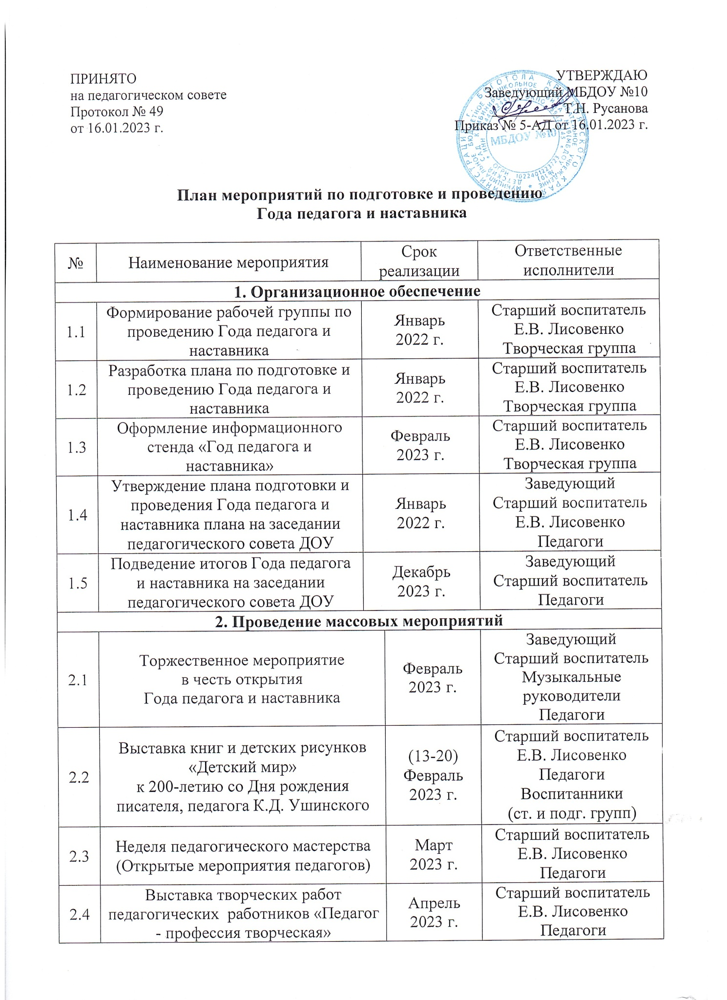 ПРИНЯТО
на педагогическом совете
Протокол № 49
от 16.01.2023 г.
УТВЕРЖДАЮ
Заведующий МБДОУ №10
Т.Н. Русанова
Приказ № 5-АД от 16.01.2023 г.
МБДОУ №10
ОГРН 1022401223723
План мероприятий по подготовке и проведению
Года педагога и наставника
№
Наименование мероприятия
Срок
реализации
Ответственные
исполнители
1. Организационное обеспечение
1.1
Формирование рабочей группы по
проведению Года педагога и
наставника
Январь
2022 г.
Старший воспитатель
Е.В. Лисовенко
Творческая группа
1.2
Разработка плана по подготовке и
проведению Года педагога и
наставника
Январь
2022 г.
Старший воспитатель
Е.В. Лисовенко
Творческая группа
1.3
Оформление информационного
стенда «Год педагога и
наставника»
Февраль
2023 г.
Старший воспитатель
Е.В. Лисовенко
Творческая группа
1.4
Утверждение плана подготовки и
проведения Года педагога и
наставника плана на заседании
педагогического совета ДОУ
Январь
2022 г.
Заведующий
Старший воспитатель
Е.В. Лисовенко
Педагоги
1.5
Подведение итогов Года педагога
и наставника на заседании
педагогического совета ДОУ
Декабрь
2023 г.
Заведующий
Старший воспитатель
Педагоги
2. Проведение массовых мероприятий
2.1
Торжественное мероприятие
в честь открытия
Года педагога и наставника
Февраль
2023 г.
Заведующий
Старший воспитатель
Музыкальные
руководители
Педагоги
2.2
Выставка книг и детских рисунков
«Детский мир»
к 200-летию со Дня рождения
писателя, педагога К.Д. Ушинского
(13-20)
Февраль
2023 г.
Старший воспитатель
Е.В. Лисовенко
Педагоги
Воспитанники
(ст. и подг. групп)
2.3
Неделя педагогического мастерства
(Открытые мероприятия педагогов)
Март
2023 г.
Старший воспитатель
Е.В. Лисовенко
Педагоги
2.4
Выставка творческих работ
педагогических работников «Педагог
- профессия творческая»
Апрель
2023 г.
Старший воспитатель
Е.В. Лисовенко
Педагоги